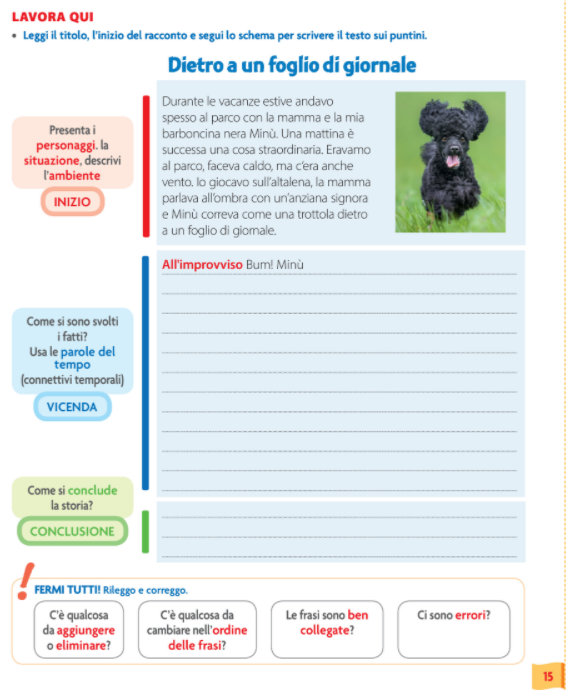 LAVORA QUI
• Leggi il titolo, l'inizio del racconto e segui lo schema per scrivere il testo sui puntini.
Dietro a un foglio di giornale
Presenta i
personaggi. la
situazione, descrivi
l'ambiente
INIZIO
Durante le vacanze estive andavo
spesso al parco con la mamma e la mia
barboncina nera Minù. Una mattina è
successa una cosa straordinaria. Eravamo
al parco, faceva caldo, ma c'era anche
vento. Io giocavo sull'altalena, la mamma
parlava all'ombra con un'anziana signora
e Minù correva come una trottola dietro
a un foglio di giornale.
Come si sono svolti
i fatti?
Usa le parole del
tempo
(connettivi temporali)
VICENDA
All'improvviso Bum! Minù
Come si conclude
la storia?
CONCLUSIONE
! FERMI TUTTI! Rileggo e correggo.
C'è qualcosa
da aggiungere
o eliminare?
C'è qualcosa da
cambiare nell'ordine
delle frasi?
Le frasi sono ben
collegate?
Ci sono errori?
15